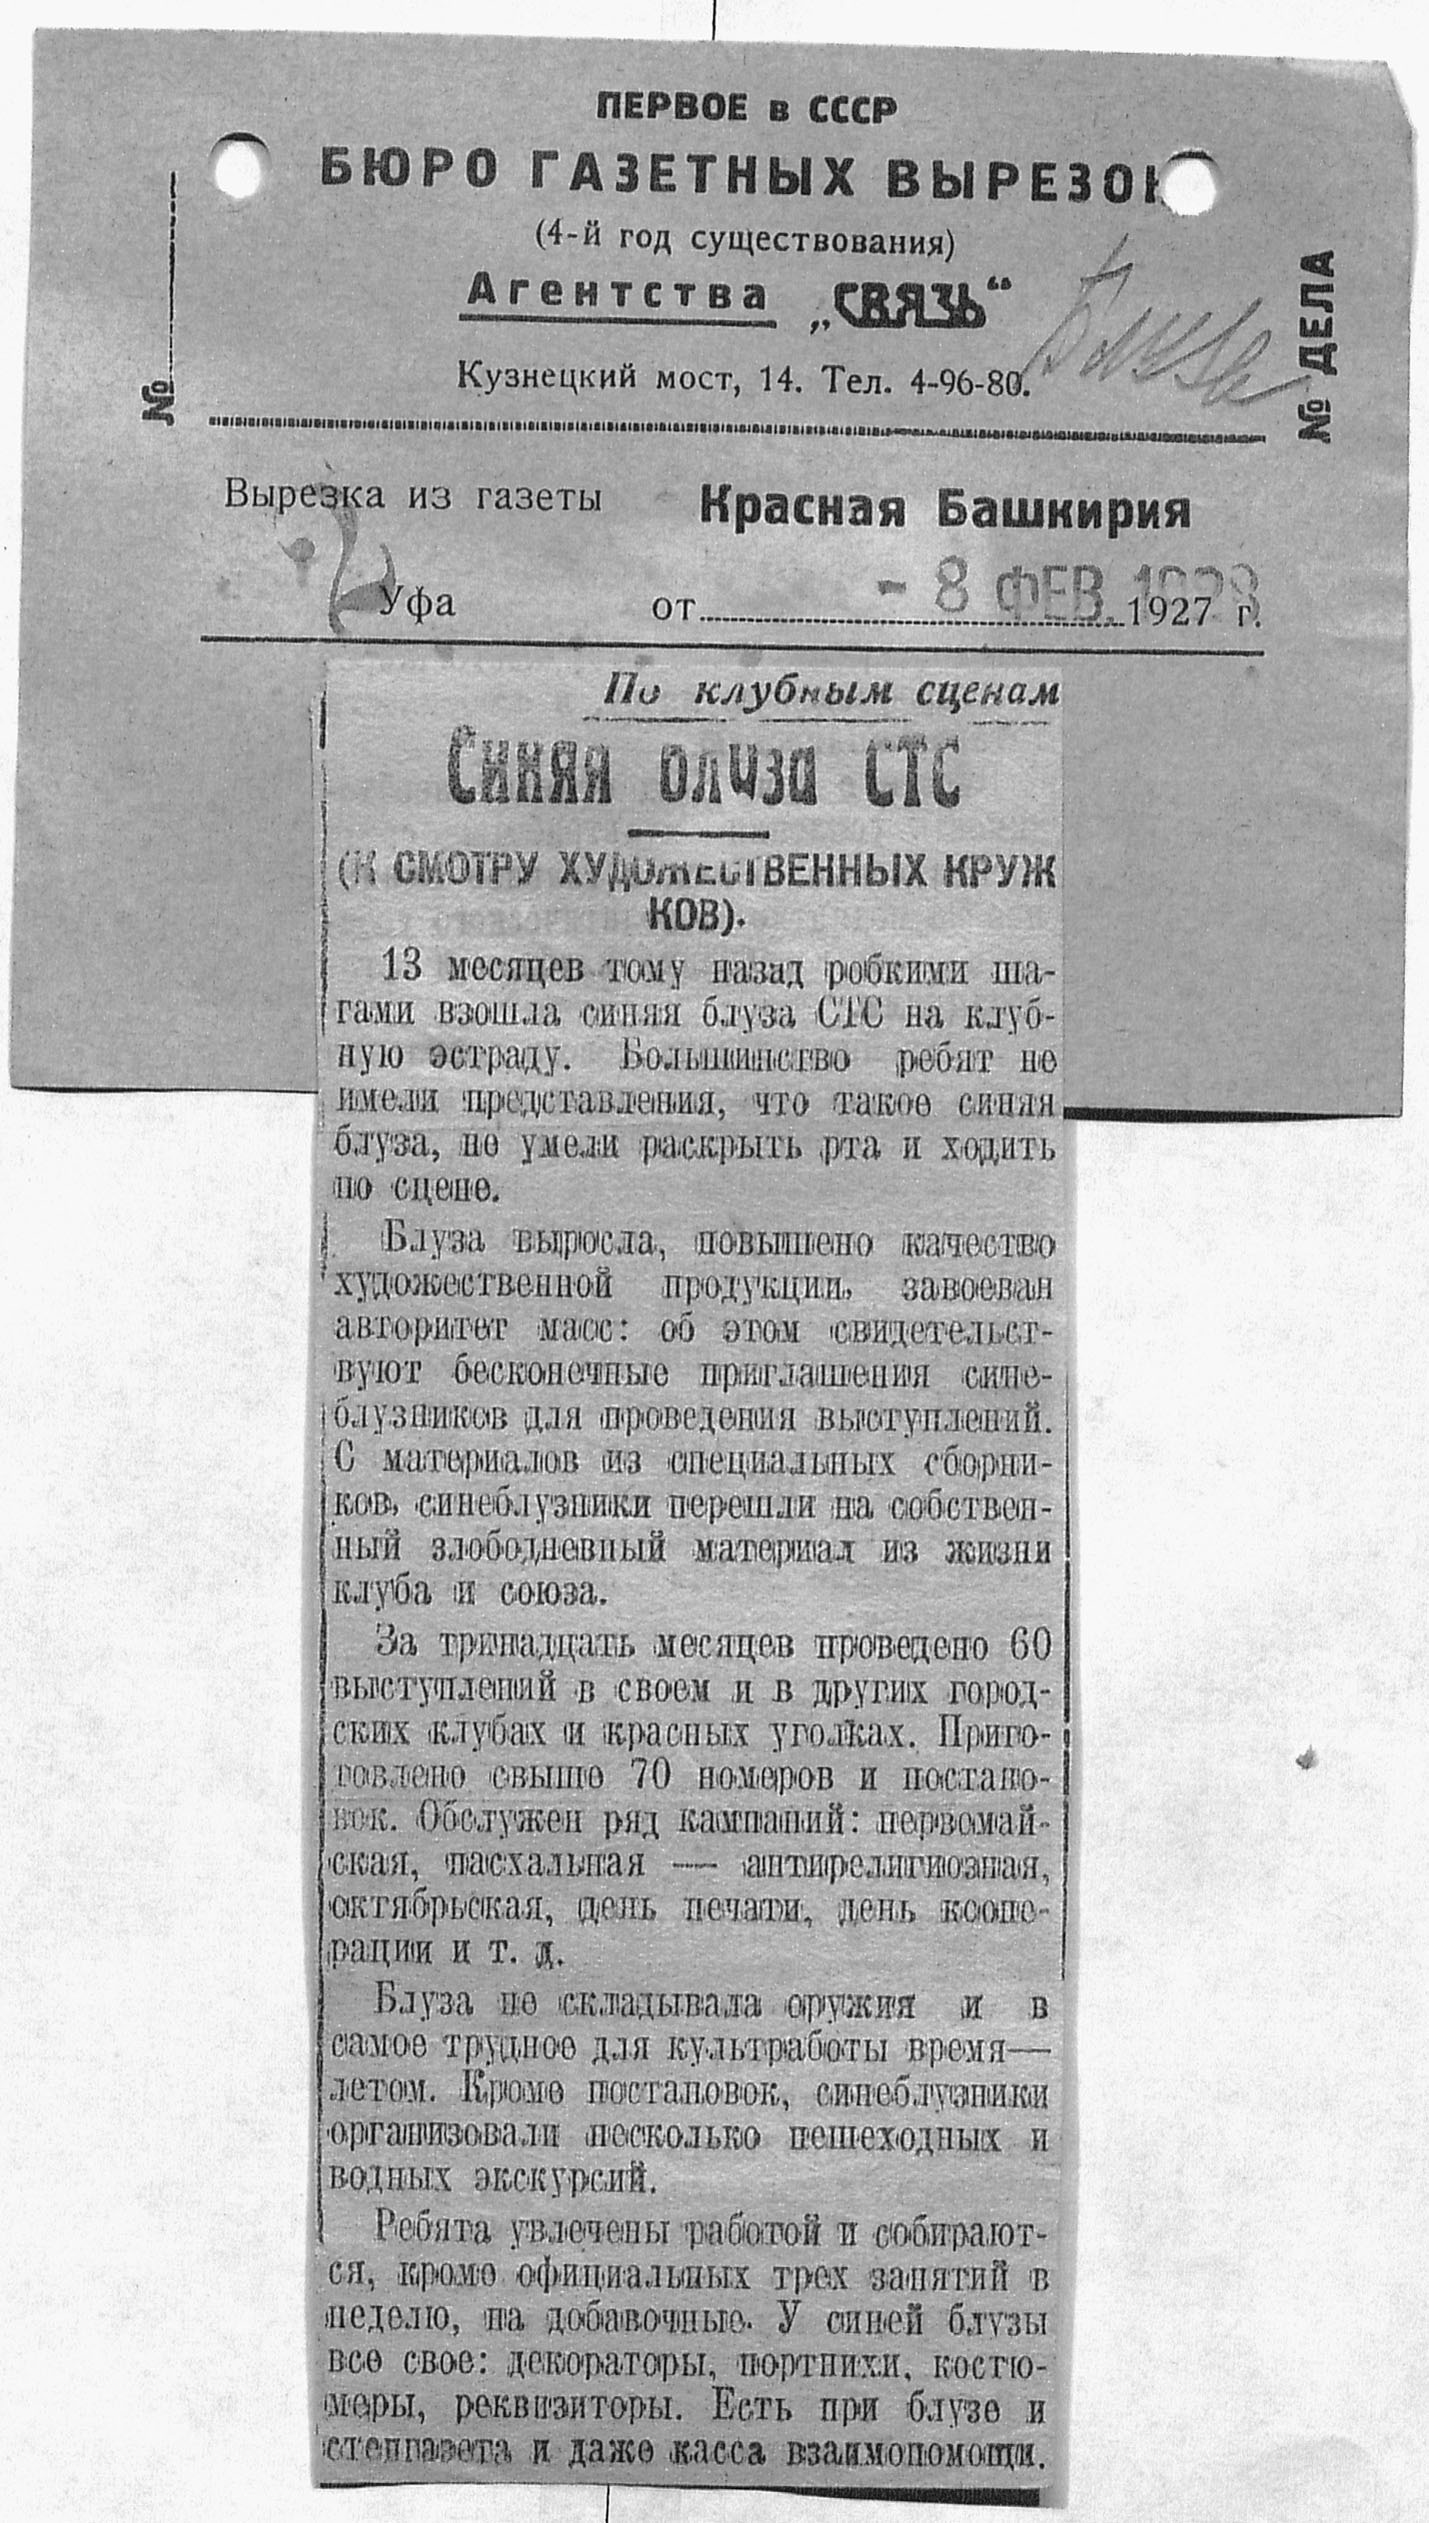 ПЕРВОЕ в СССР
БЮРО ГАЗЕТНЫХ ВЫРЕЗОК
(4-й год существования)
Агентства „СВЯЗЬ“
Кузнецкий мост, 14. Тел. 4-96-80.
№
№ ДЕЛА
Вырезка из газеты Красная Башкирия
Уфа от - 8 ФЕВ. 1928 1927 г.
По клубным сценам
Синяя блуза СТС
(К СМОТРУ ХУДОЖЕСТВЕННЫХ КРУЖ
КОВ).
13 месяцев тому назад робкими ша-
гами взошла синяя блуза СТС на клуб-
ную эстраду. Большинство ребят не
имели представления, что такое синяя
блуза, не умели раскрыть рта и ходить
по сцене.
Блуза выросла, повышено качество
художественной продукции, завоеван
авторитет масс: об этом свидетельст-
вуют бесконечные приглашения сине-
блузников для проведения выступлений.
С материалов из специальных сборни-
ков, синеблузники перешли на собствен-
ный злободневный материал из жизни
клуба и союза.
За тринадцать месяцев проведено 60
выступлений в своем и в других город-
ских клубах и красных уголках. Приго-
товлено свыше 70 номеров и постано-
вок. Обслужен ряд кампаний: первомай-
ская, пасхальная — антирелигиозная,
октябрьская, день печати, день коопе-
рации и т. д.
Блуза не складывала оружия и в
самое трудное для культработы время—
летом. Кроме постановок, синеблузники
организовали несколько пешеходных и
водных экскурсий.
Ребята увлечены работой и собирают-
ся, кроме официальных трех занятий в
неделю, на добавочные. У синей блузы
все свое: декораторы, портнихи, костю-
меры, реквизиторы. Есть при блузе и
стенгазета и даже касса взаимопомощи.